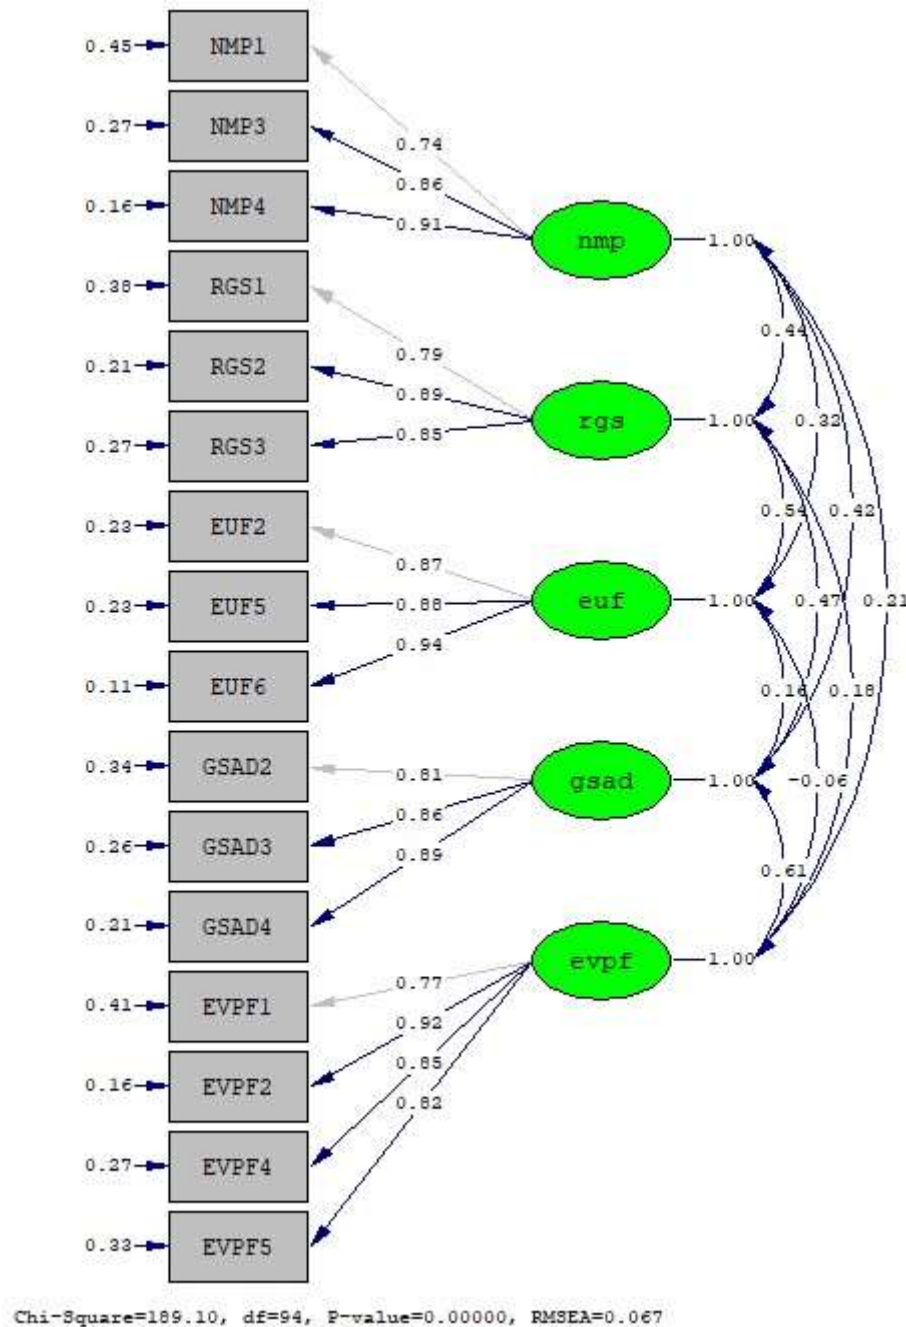 0.45 NMP1
0.27 NMP3
0.74
0.86
0.16 NMP4
0.91
nmp 1.00
0.38 RGS1
0.44
0.79
0.21 RGS2
0.89
rgs 1.00 0.32
0.27 RGS3
0.85
0.23 EUF2
0.54 0.42
0.87
0.23 EUF5
0.88
euf 1.00 0.47 0.21
0.94
0.11 EUF6
0.16 0.18
0.34 GSAD2
0.81
gsad 1.00 -0.06
0.86
0.26 GSAD3
0.89
0.61
0.21 GSAD4
evpf 1.00
0.77
0.41 EVPF1
0.92
0.85
0.16 EVPF2
0.82
0.27 EVPF4
0.33 EVPF5
Chi-Square=189.10, df=94, P-value=0.00000, RMSEA=0.067